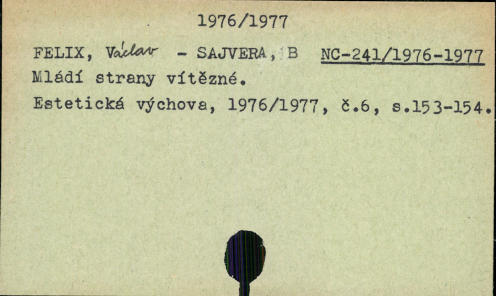 1976/1977
FELIX, Václav - SAJVERA, B NC-241/1976-1977
Mládí strany vítězné.
Estetická výchova, 1976/1977, č.6, s.153-154.